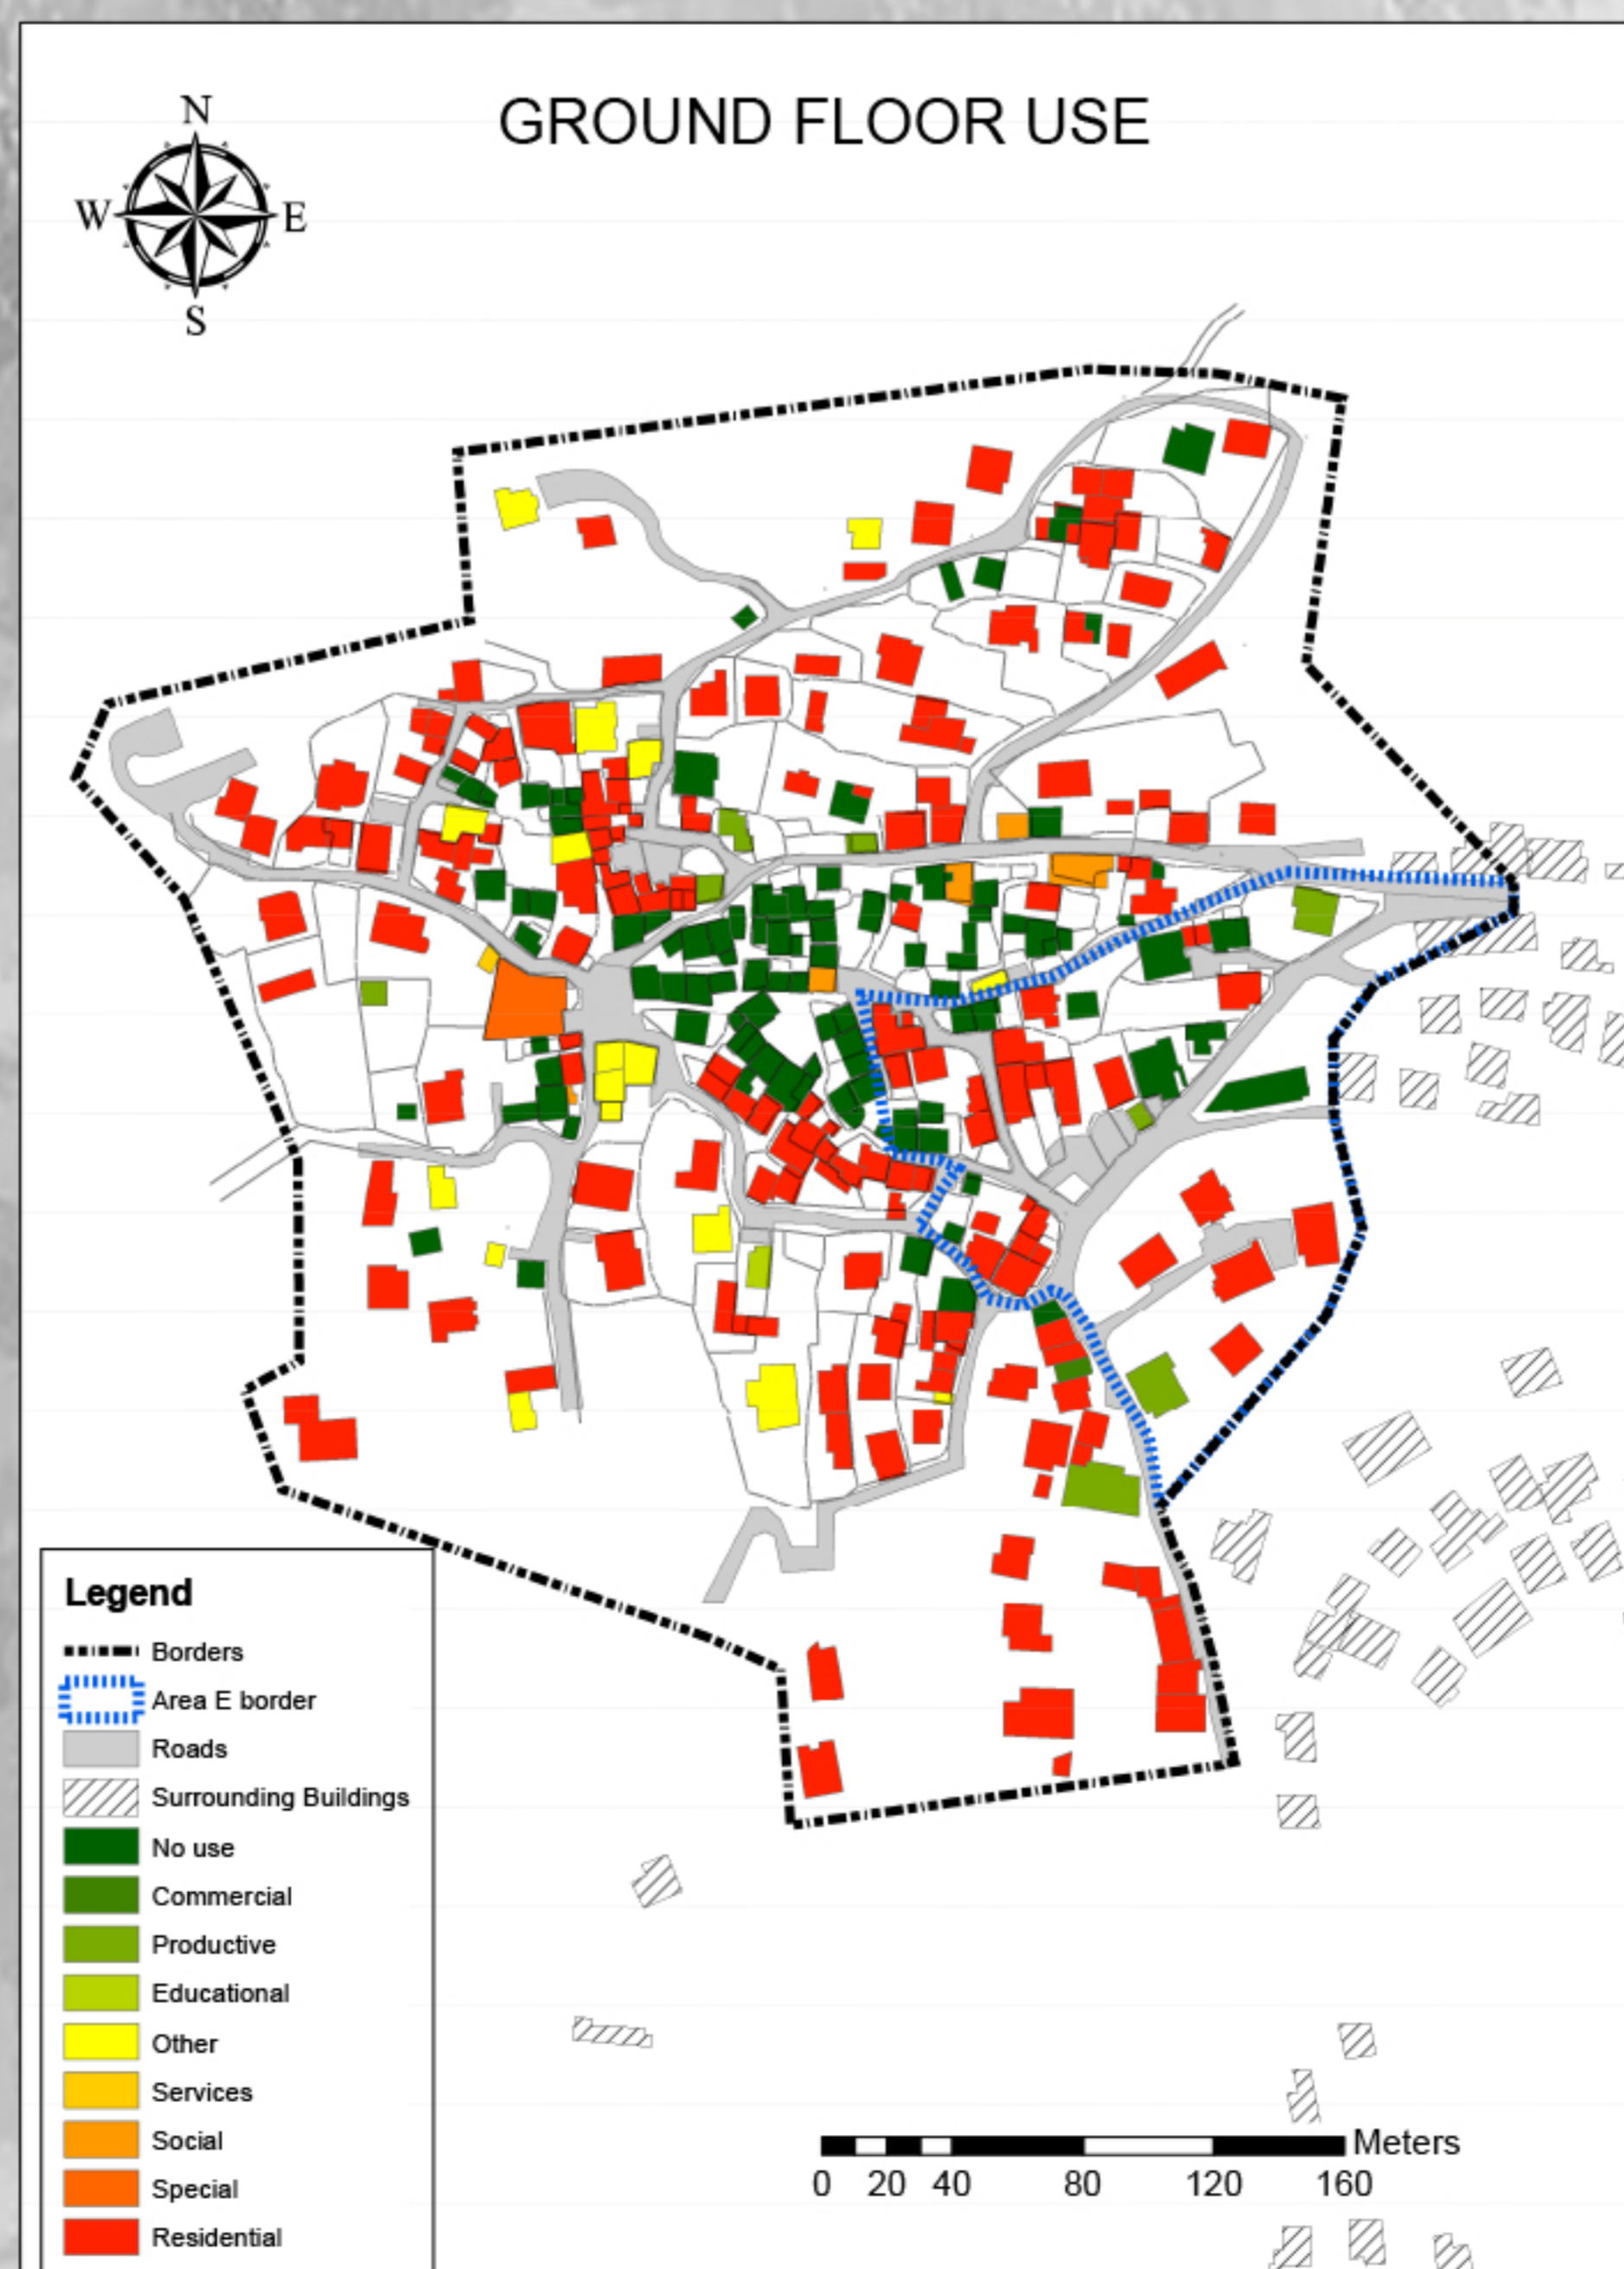 GROUND FLOOR USE
N
W
E
S
Legend
Borders
Area E border
Roads
Surrounding Buildings
No use
Commercial
Productive
Educational
Other
Services
Social
Special
Residential
Meters
0 20 40 80 120 160